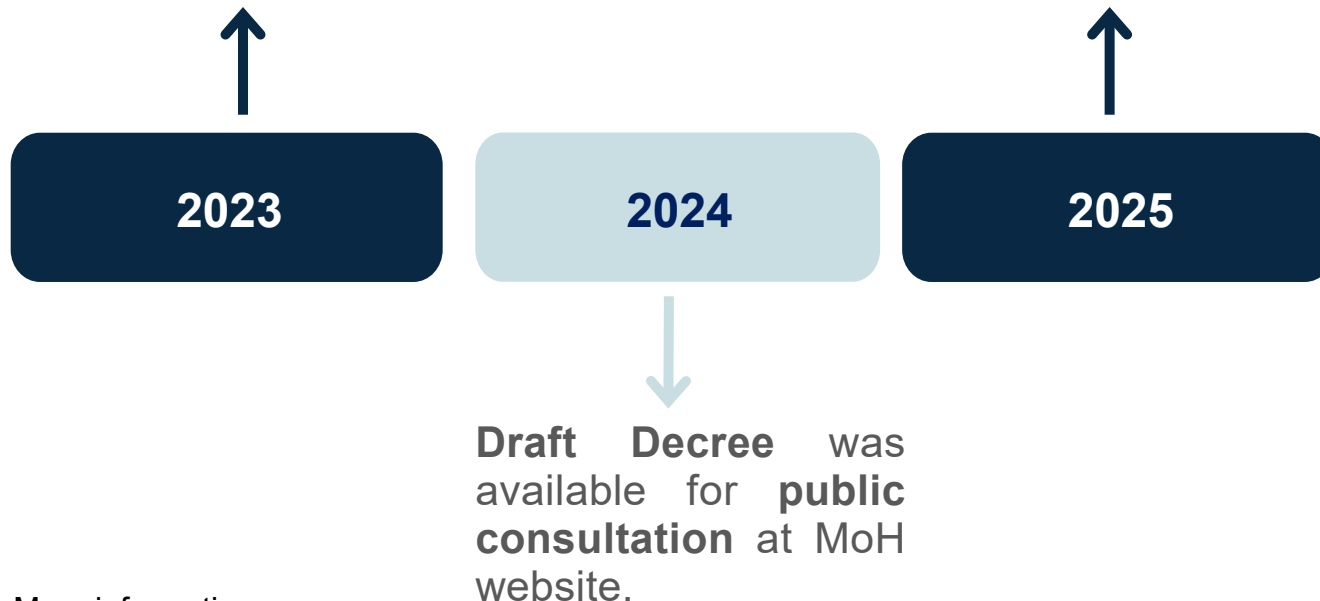 2023
2024
2025
Draft Decree was
available for public
consultation at MoH
website.